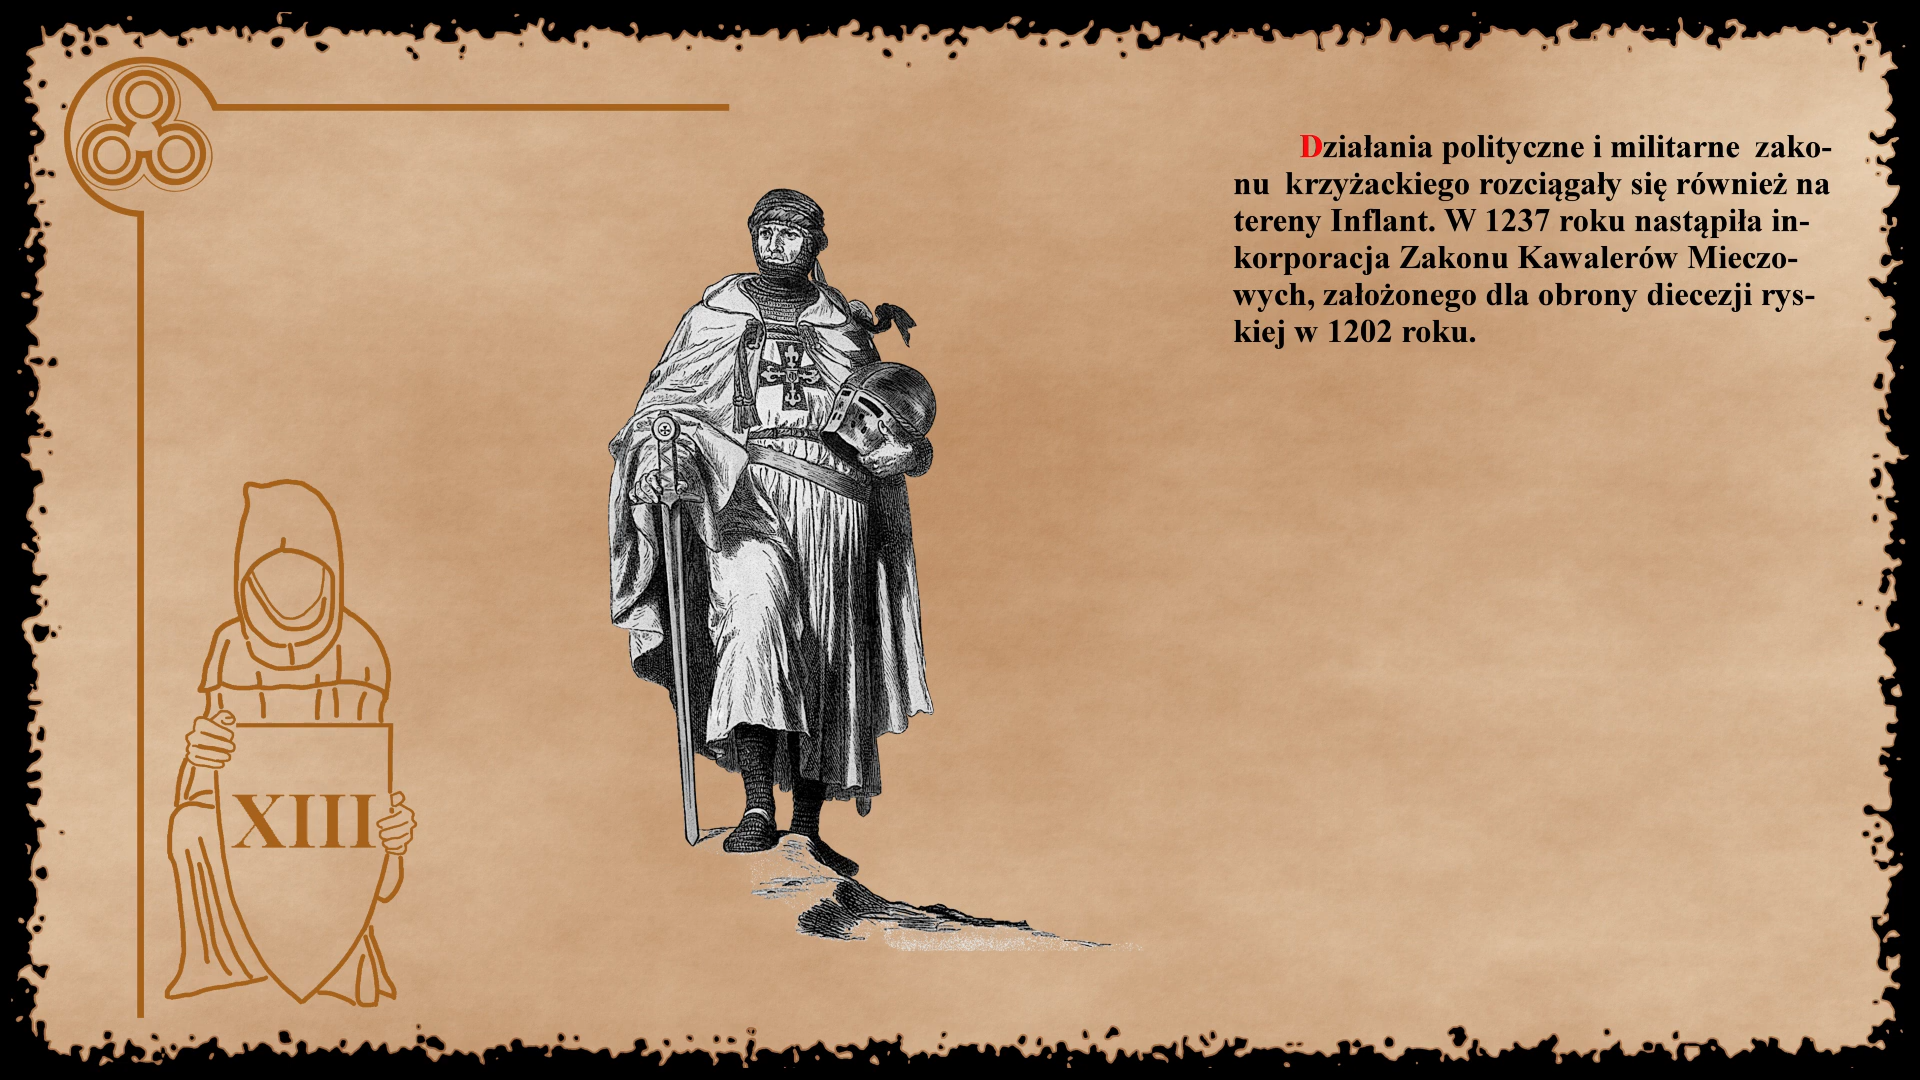 Działania polityczne i militarne zako-
nu krzyżackiego rozciągały się również na
tereny Inflant. W 1237 roku nastąpiła in-
korporacja Zakonu Kawalerów Mieczo-
wych, założonego dla obrony diecezji rys-
kiej w 1202 roku.
XIII